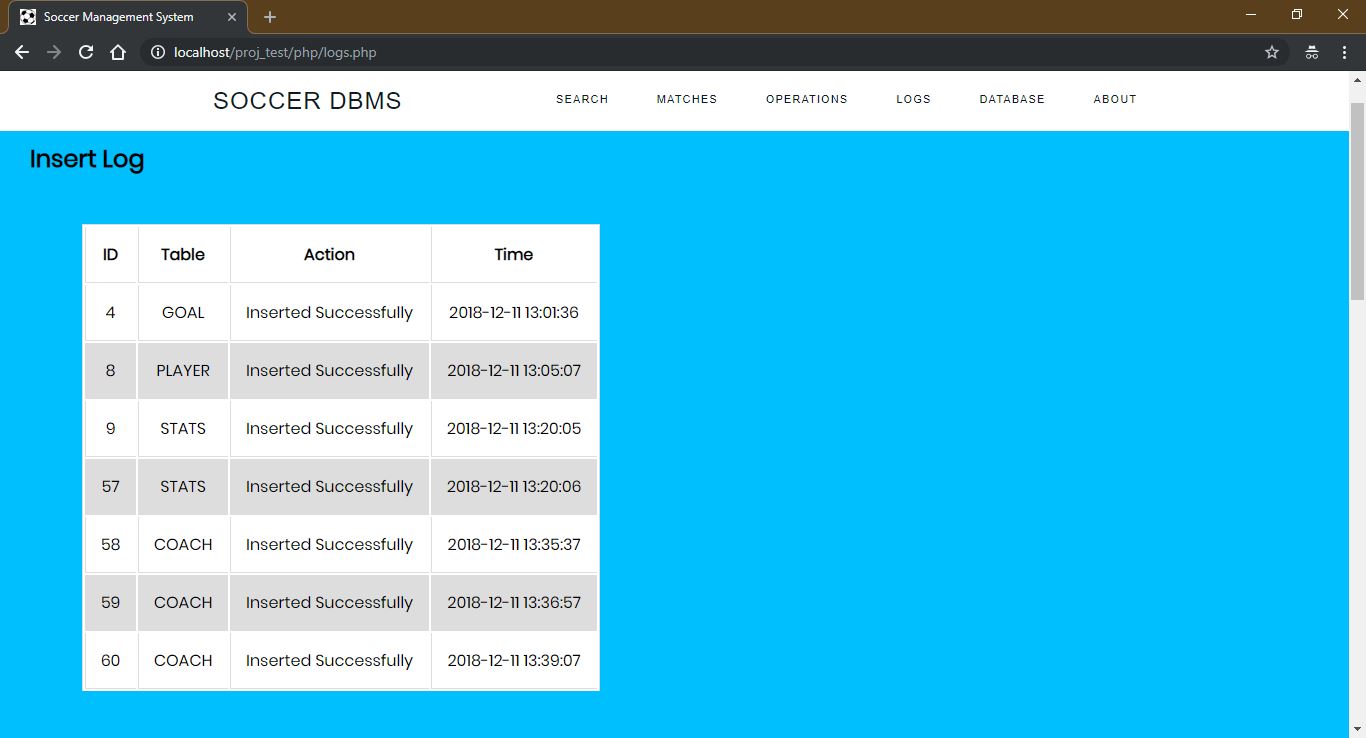 Soccer Management System
localhost/proj_test/php/logs.php
SOCCER DBMS SEARCH MATCHES OPERATIONS LOGS DATABASE ABOUT
Insert Log
ID Table Action Time
4 GOAL Inserted Successfully 2018-12-11 13:01:36
8 PLAYER Inserted Successfully 2018-12-11 13:05:07
9 STATS Inserted Successfully 2018-12-11 13:20:05
57 STATS Inserted Successfully 2018-12-11 13:20:06
58 COACH Inserted Successfully 2018-12-11 13:35:37
59 COACH Inserted Successfully 2018-12-11 13:36:57
60 COACH Inserted Successfully 2018-12-11 13:39:07